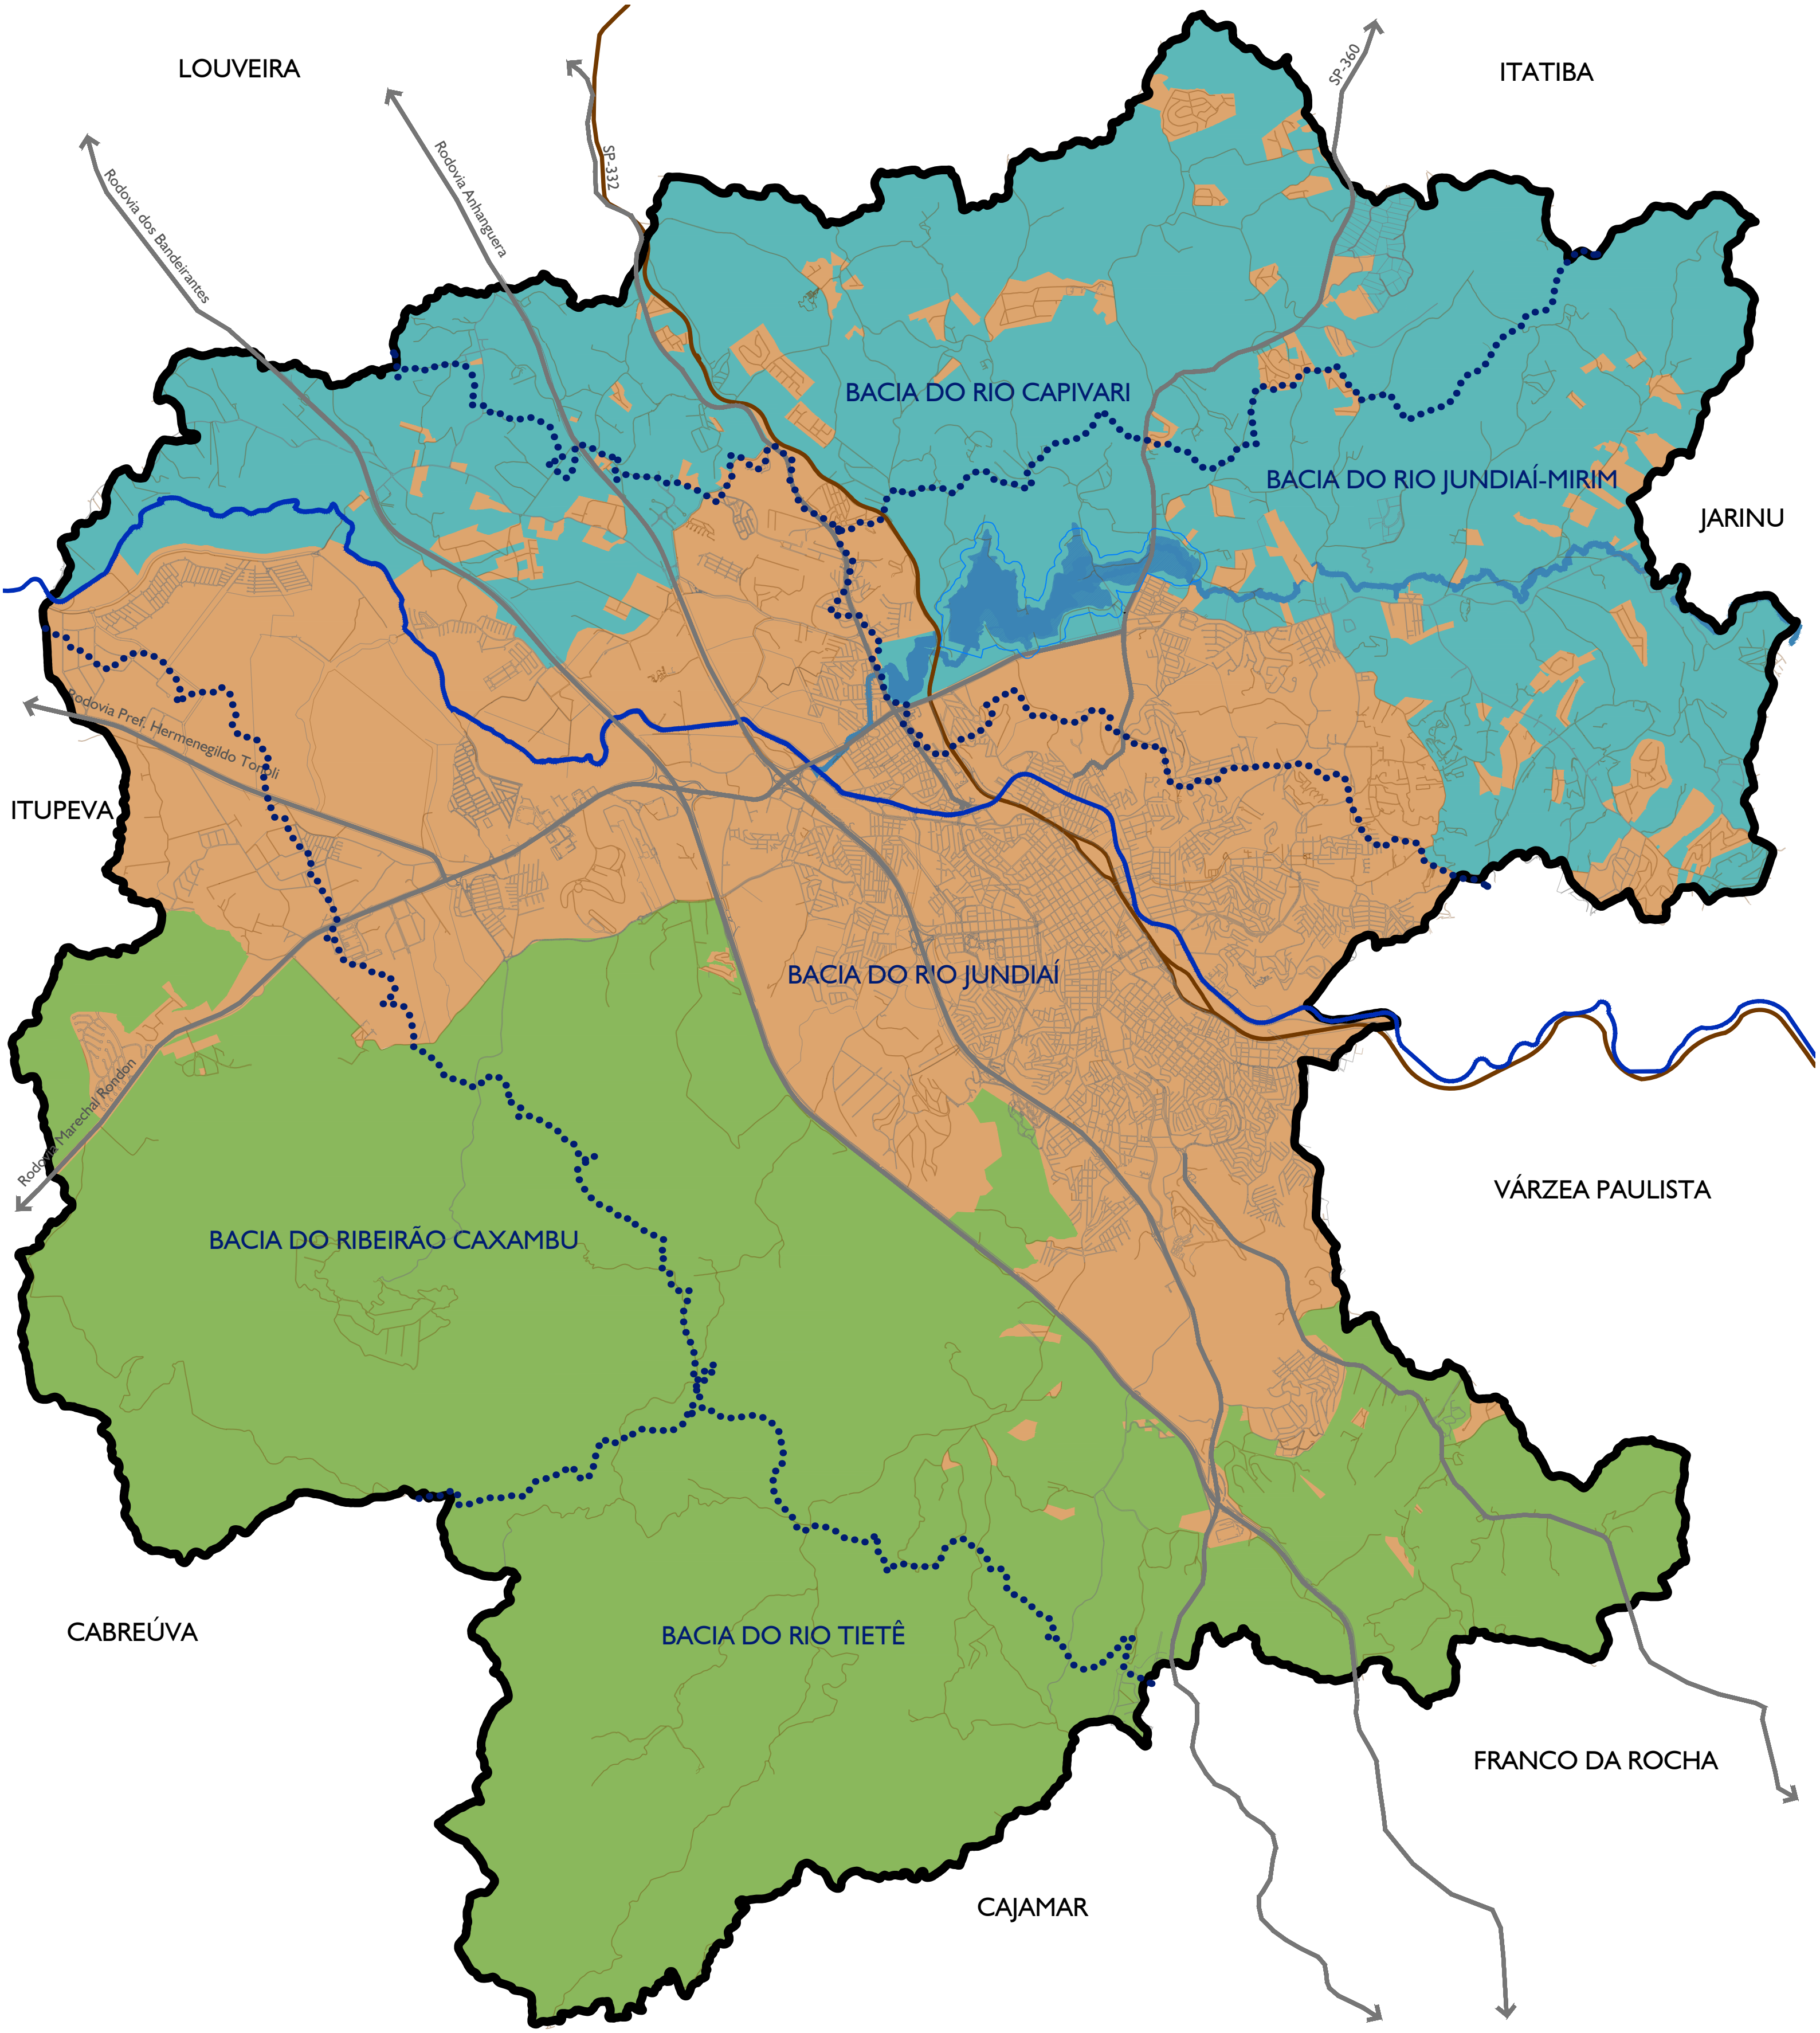 LOUVEIRA
ITATIBA
SP-360
Rodovia dos Bandeirantes
Rodovia Anhanguera
SP-332
BACIA DO RIO CAPIVARI
BACIA DO RIO JUNDIAÍ-MIRIM
JARINU
Rodovia Pref. Hermenegildo Tonoli
ITUPEVA
BACIA DO RIO JUNDIAÍ
Rodovia Marechal Rondon
VÁRZEA PAULISTA
BACIA DO RIBEIRÃO CAXAMBU
CABREÚVA
BACIA DO RIO TIETÊ
FRANCO DA ROCHA
CAJAMAR